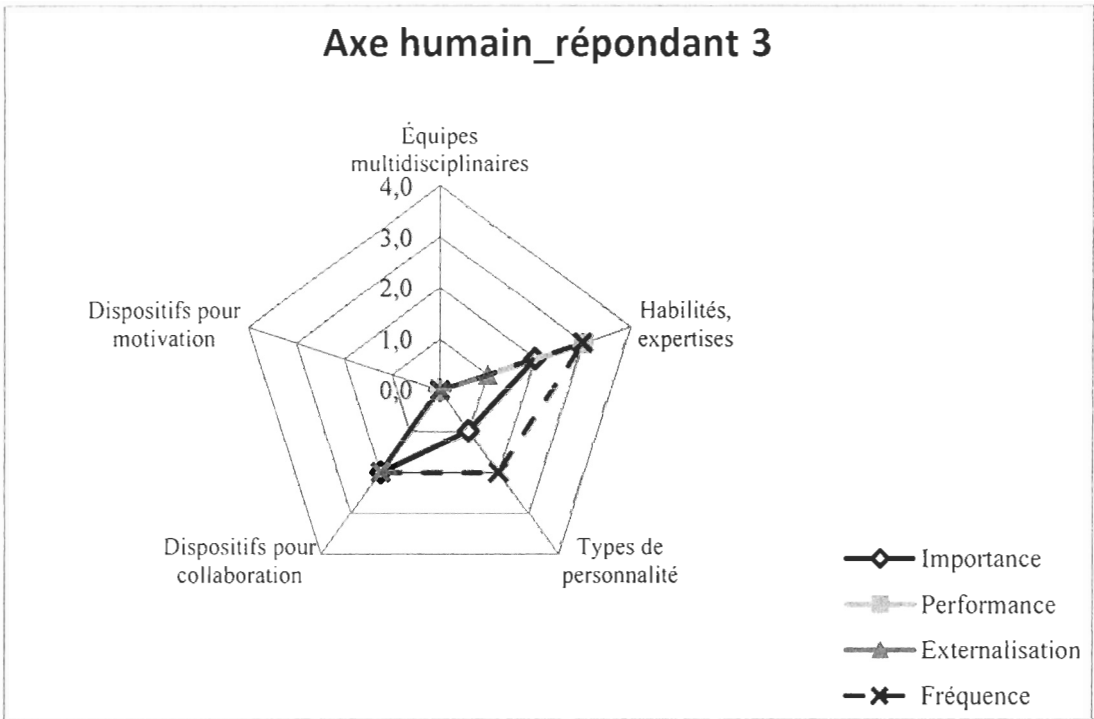 Axe humain_répondant 3
Équipes
multidisciplinaires
4,0
3,0
2,0
1,0
0,0
Habilités,
expertises
Dispositifs pour
motivation
Dispositifs pour
collaboration
Types de
personnalité
Importance
Performance
Externalisation
Fréquence